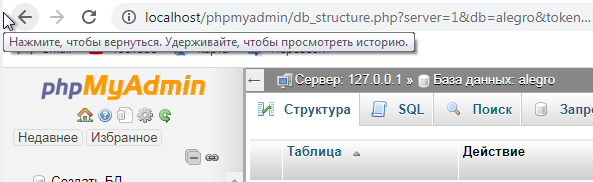 localhost/phpmyadmin/db_structure.php?server=1&db=alegro&token...
Нажмите, чтобы вернуться. Удерживайте, чтобы просмотреть историю.
phpMyAdmin
Недавнее Избранное
Создать БД
Сервер: 127.0.0.1 » База данных: alegro
Структура SQL Поиск Запро
Таблица Действие